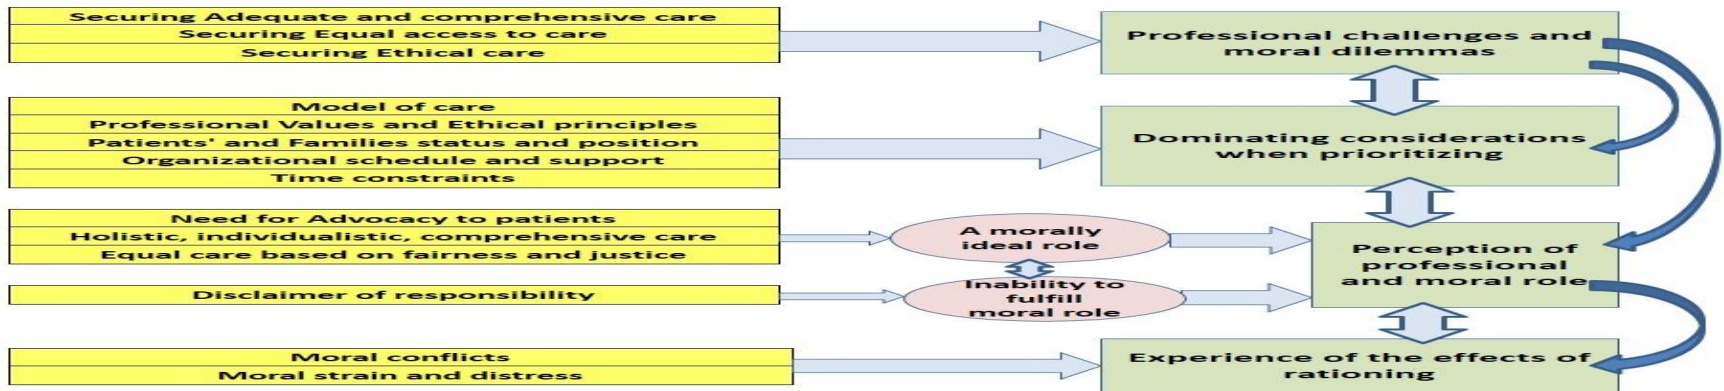 Securing Adequate and comprehensive care
Securing Equal access to care
Securing Ethical care
Professional challenges and
moral dilemmas
Model of care
Professional Values and Ethical principles
Patients' and Families status and position
Organizational schedule and support
Time constraints
Dominating considerations
when prioritizing
Need for Advocacy to patients
Holistic, individualistic, comprehensive care
Equal care based on fairness and justice
A morally
ideal role
Disclaimer of responsibility
Inability to
fulfill
moral role
Perception of
professional
and moral role
Moral conflicts
Moral strain and distress
Experience of the effects of
rationing